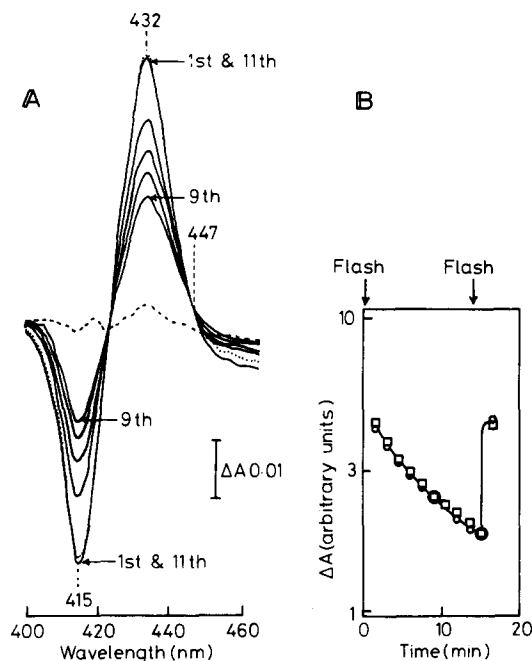 A
432
1st & 11th
9th
447
9th
ΔA 0·01
1st & 11th
415
400 420 440 460
Wavelength (nm)
B
Flash Flash
10
3
1
ΔA (arbitrary units)
0 10 20
Time (min)